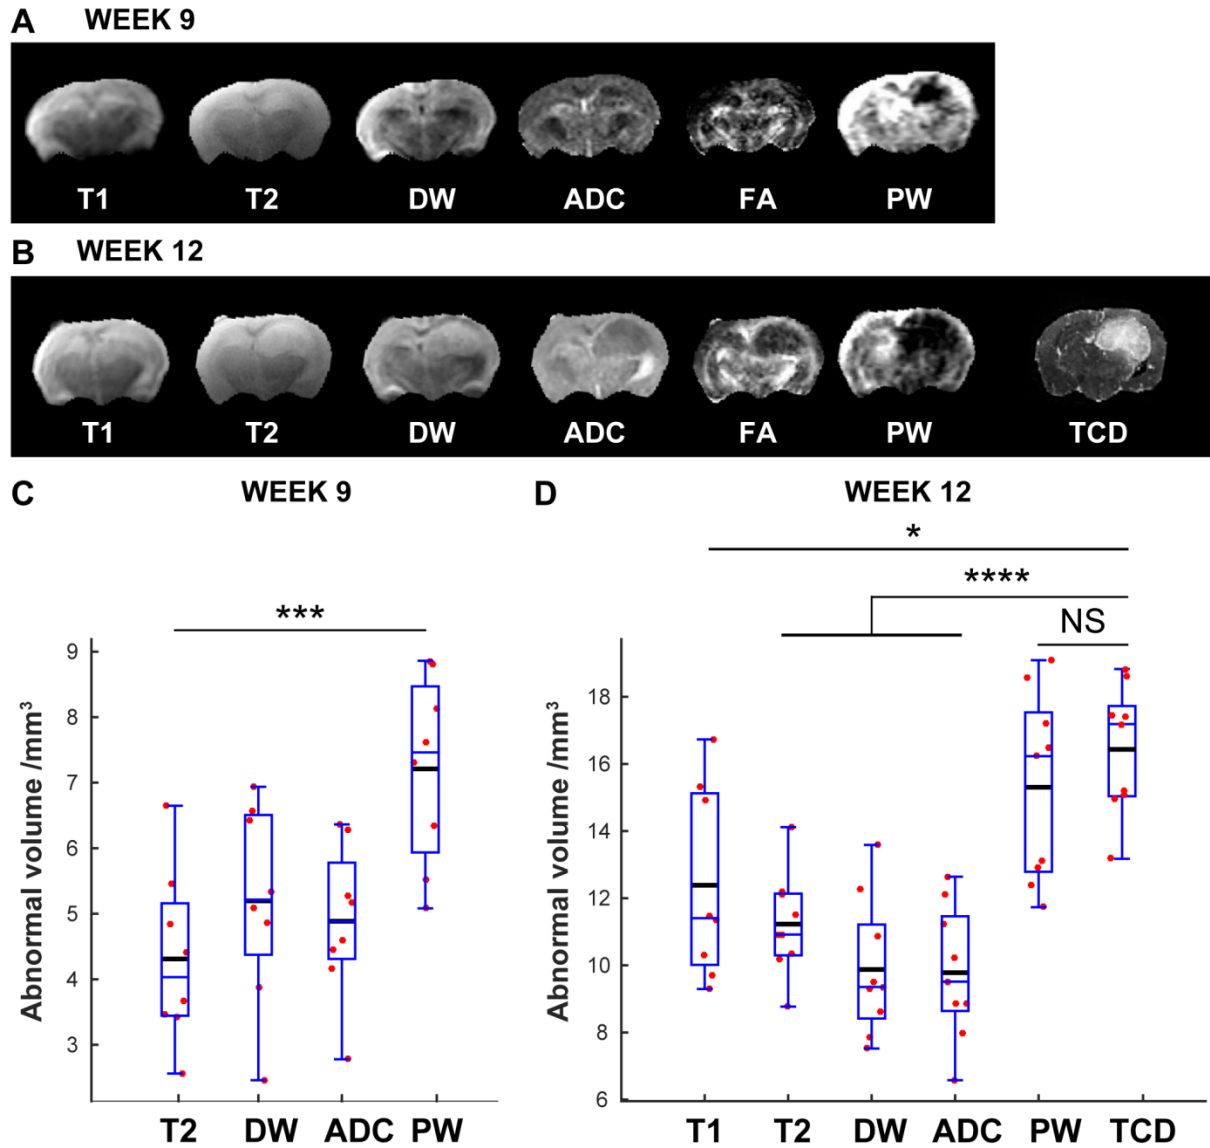 A WEEK 9
T1 T2 DW ADC FA PW
B WEEK 12
T1 T2 DW ADC FA PW TCD
C WEEK 9
D WEEK 12
***
Abnormal volume /mm³
9
8
7
6
5
4
3
T2 DW ADC PW
*
****
NS
Abnormal volume /mm³
18
16
14
12
10
8
6
T1 T2 DW ADC PW TCD